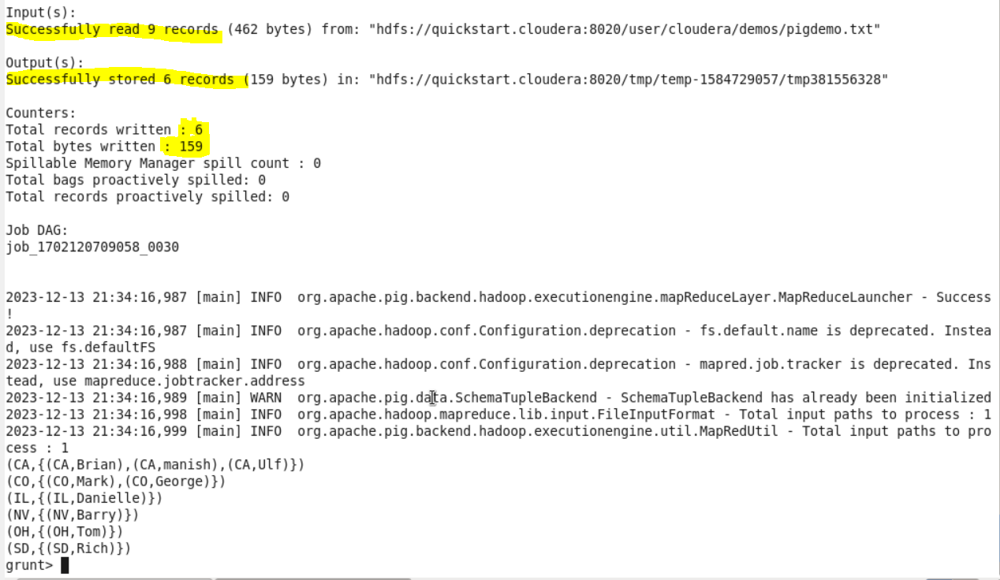 Input(s):
Successfully read 9 records (462 bytes) from: "hdfs://quickstart.cloudera:8020/user/cloudera/demos/pigdemo.txt"
Output(s):
Successfully stored 6 records (159 bytes) in: "hdfs://quickstart.cloudera:8020/tmp/temp-1584729057/tmp381556328"
Counters:
Total records written : 6
Total bytes written : 159
Spillable Memory Manager spill count : 0
Total bags proactively spilled: 0
Total records proactively spilled: 0
Job DAG:
job_1702120709058_0030
2023-12-13 21:34:16,987 [main] INFO  org.apache.pig.backend.hadoop.executionengine.mapReduceLayer.MapReduceLauncher - Success
!
2023-12-13 21:34:16,987 [main] INFO  org.apache.hadoop.conf.Configuration.deprecation - fs.default.name is deprecated. Instea
d, use fs.defaultFS
2023-12-13 21:34:16,988 [main] INFO  org.apache.hadoop.conf.Configuration.deprecation - mapred.job.tracker is deprecated. Ins
tead, use mapreduce.jobtracker.address
2023-12-13 21:34:16,989 [main] WARN  org.apache.pig.data.SchemaTupleBackend - SchemaTupleBackend has already been initialized
2023-12-13 21:34:16,998 [main] INFO  org.apache.hadoop.mapreduce.lib.input.FileInputFormat - Total input paths to process : 1
2023-12-13 21:34:16,999 [main] INFO  org.apache.pig.backend.hadoop.executionengine.util.MapRedUtil - Total input paths to pro
cess : 1
(CA,{(CA,Brian),(CA,manish),(CA,Ulf)})
(CO,{(CO,Mark),(CO,George)})
(IL,{(IL,Danielle)})
(NV,{(NV,Barry)})
(OH,{(OH,Tom)})
(SD,{(SD,Rich)})
grunt>